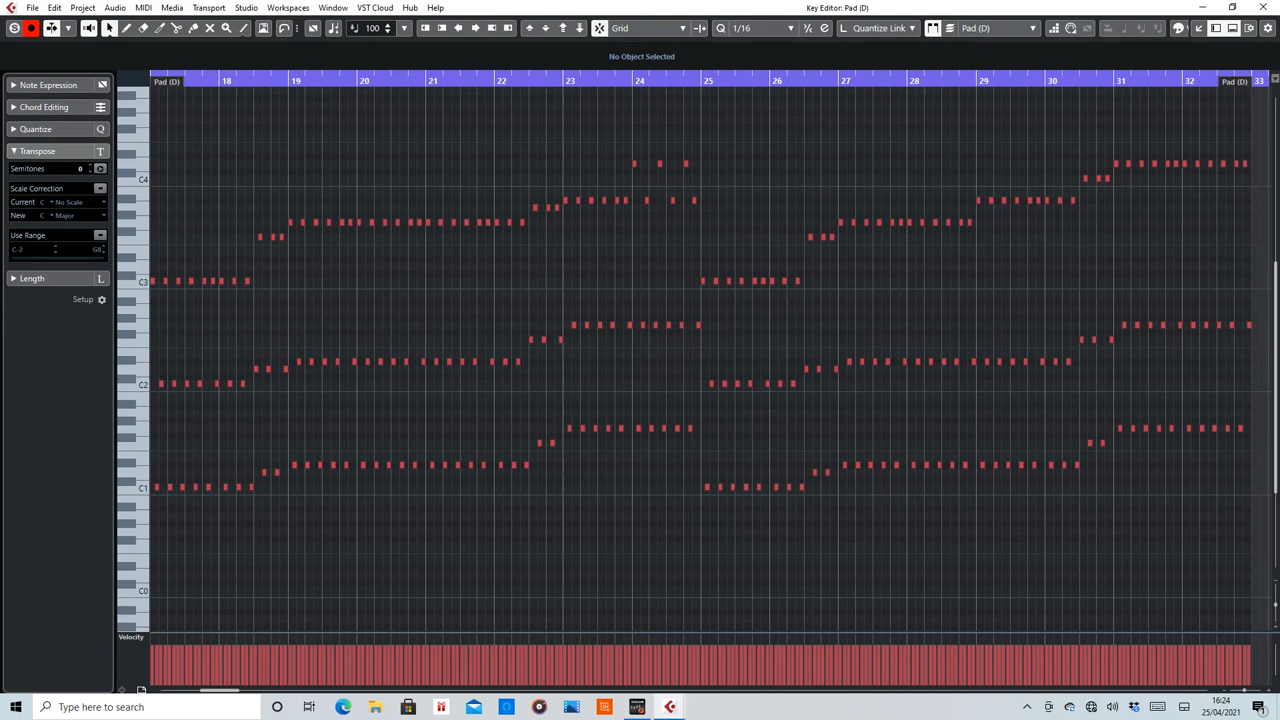 Key Editor: Pad (D)
File Edit Project Audio MIDI Media Transport Studio Workspaces Window VST Cloud Hub Help
100 Grid Q 1/16 L Quantize Link Pad (D)
No Object Selected
Note Expression
Chord Editing
Quantize Q
Transpose T
Semitones 0
Scale Correction
Current C No Scale
New C Major
Use Range
C-2 G8
Length L
Setup
Pad (D) 18 19 20 21 22 23 24 25 26 27 28 29 30 31 32 Pad (D) 33
C4
C3
C2
C1
C0
Velocity
Type here to search
16:24
25/04/2021